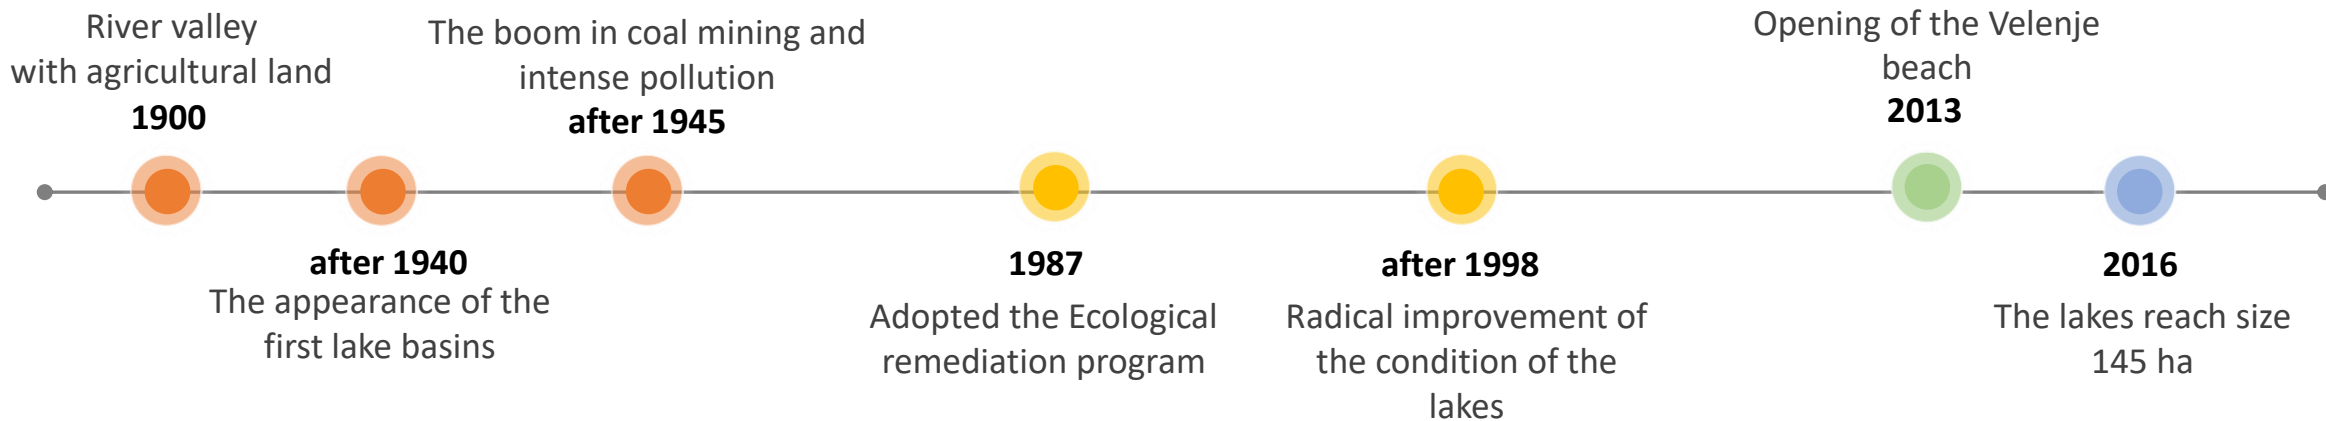 River valley
with agricultural land
1900
after 1940
The appearance of the
first lake basins
The boom in coal mining and
intense pollution
after 1945
1987
Adopted the Ecological
remediation program
after 1998
Radical improvement of
the condition of the
lakes
Opening of the Velenje
beach
2013
2016
The lakes reach size
145 ha